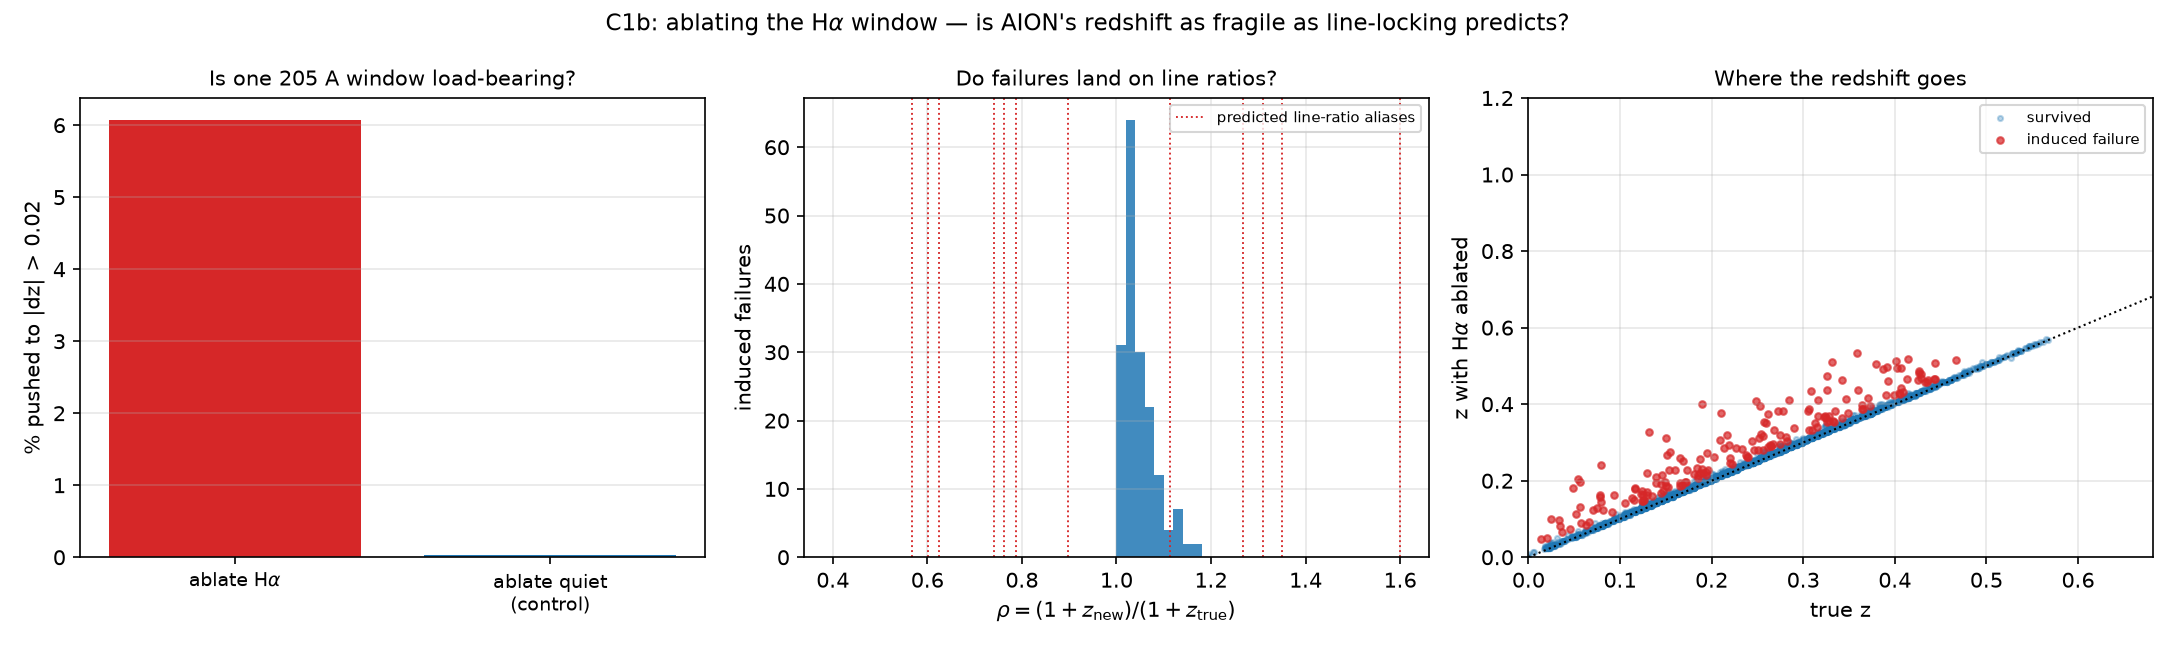 C1b: ablating the Hα window — is AION's redshift as fragile as line-locking predicts?
Is one 205 A window load-bearing?
% pushed to |dz| > 0.02
6
5
4
3
2
1
0
ablate Hα
ablate quiet
(control)
Do failures land on line ratios?
predicted line-ratio aliases
induced failures
60
50
40
30
20
10
0
0.4 0.6 0.8 1.0 1.2 1.4 1.6
ρ = (1 + z_new)/(1 + z_true)
Where the redshift goes
survived
induced failure
z with Hα ablated
1.2
1.0
0.8
0.6
0.4
0.2
0.0
0.0 0.1 0.2 0.3 0.4 0.5 0.6
true z